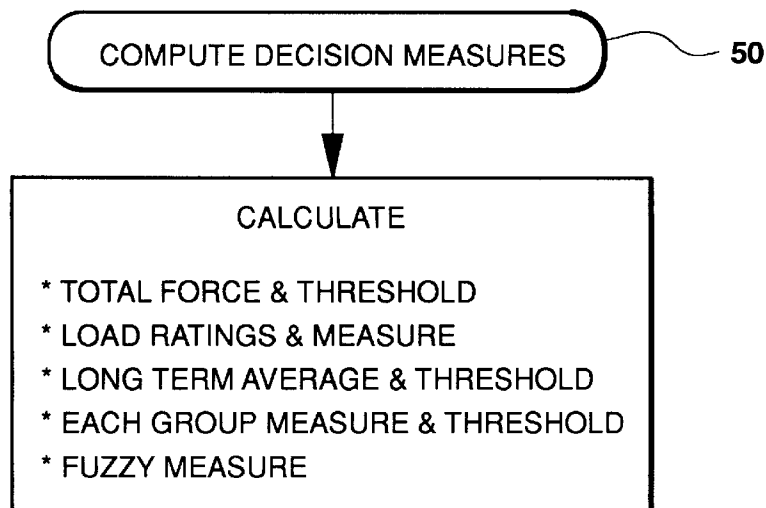 COMPUTE DECISION MEASURES 50
CALCULATE
* TOTAL FORCE & THRESHOLD
* LOAD RATINGS & MEASURE
* LONG TERM AVERAGE & THRESHOLD
* EACH GROUP MEASURE & THRESHOLD
* FUZZY MEASURE